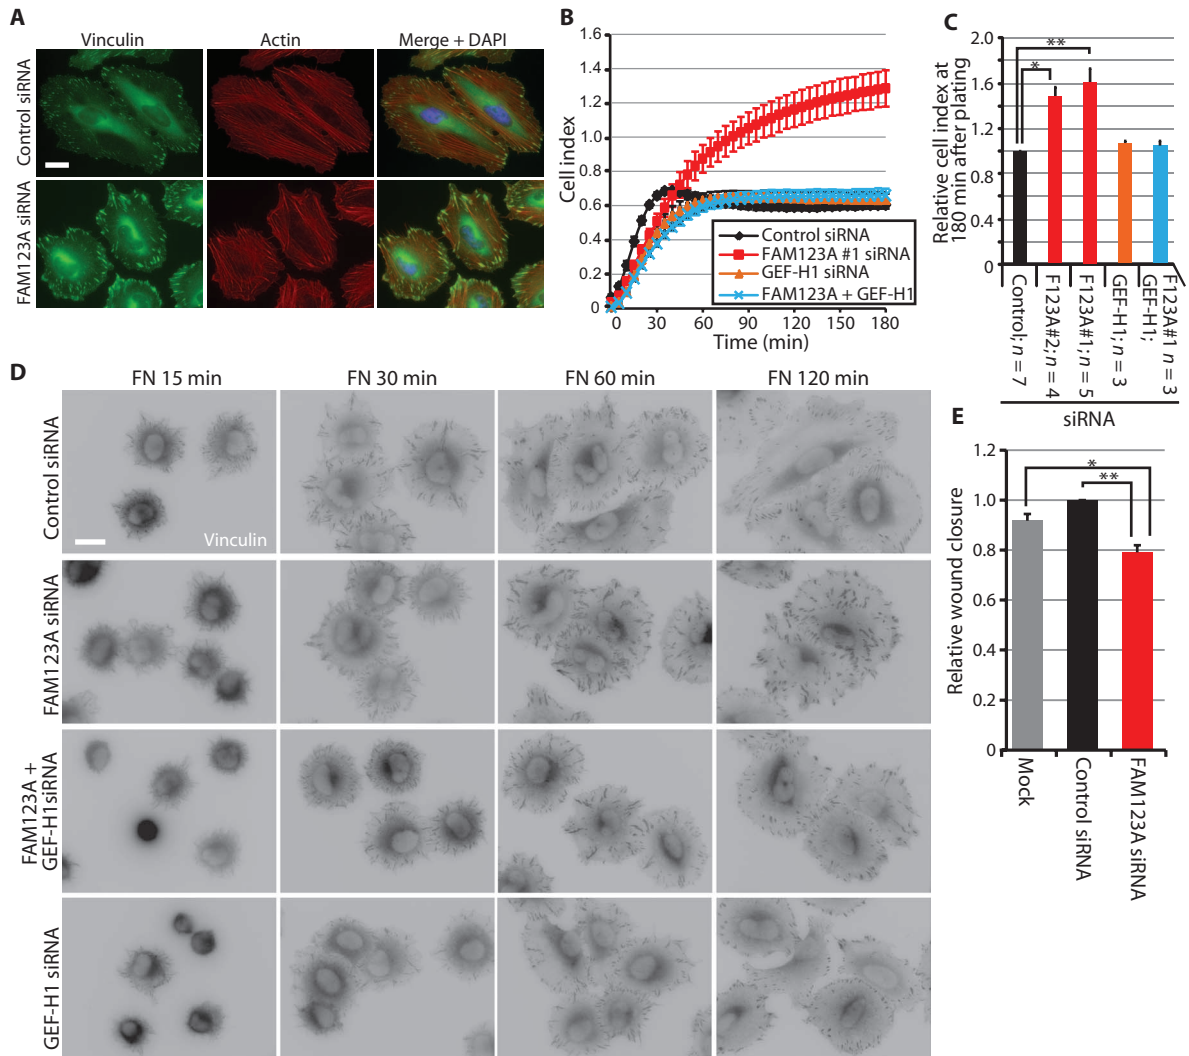 A
Vinculin
Actin
Merge + DAPI
Control siRNA
FAM123A siRNA
B
1.6
1.4
1.2
1.0
0.8
0.6
0.4
0.2
0
Cell index
0
30
60
90
120
150
180
Time (min)
Control siRNA
FAM123A #1 siRNA
GEF-H1 siRNA
FAM123A + GEF-H1
C
2.0
1.6
1.2
0.8
0.4
0
Relative cell index at
180 min after plating
**
*
Control; n = 7
F123A#2; n = 4
F123A#1; n = 5
GEF-H1; n = 3
GEF-H1;
F123A#1 n = 3
siRNA
D
FN 15 min
FN 30 min
FN 60 min
FN 120 min
Control siRNA
Vinculin
FAM123A siRNA
FAM123A +
GEF-H1siRNA
GEF-H1 siRNA
E
1.2
1.0
0.8
0.6
0.4
0.2
0
Relative wound closure
*
**
Mock
Control siRNA
FAM123A siRNA